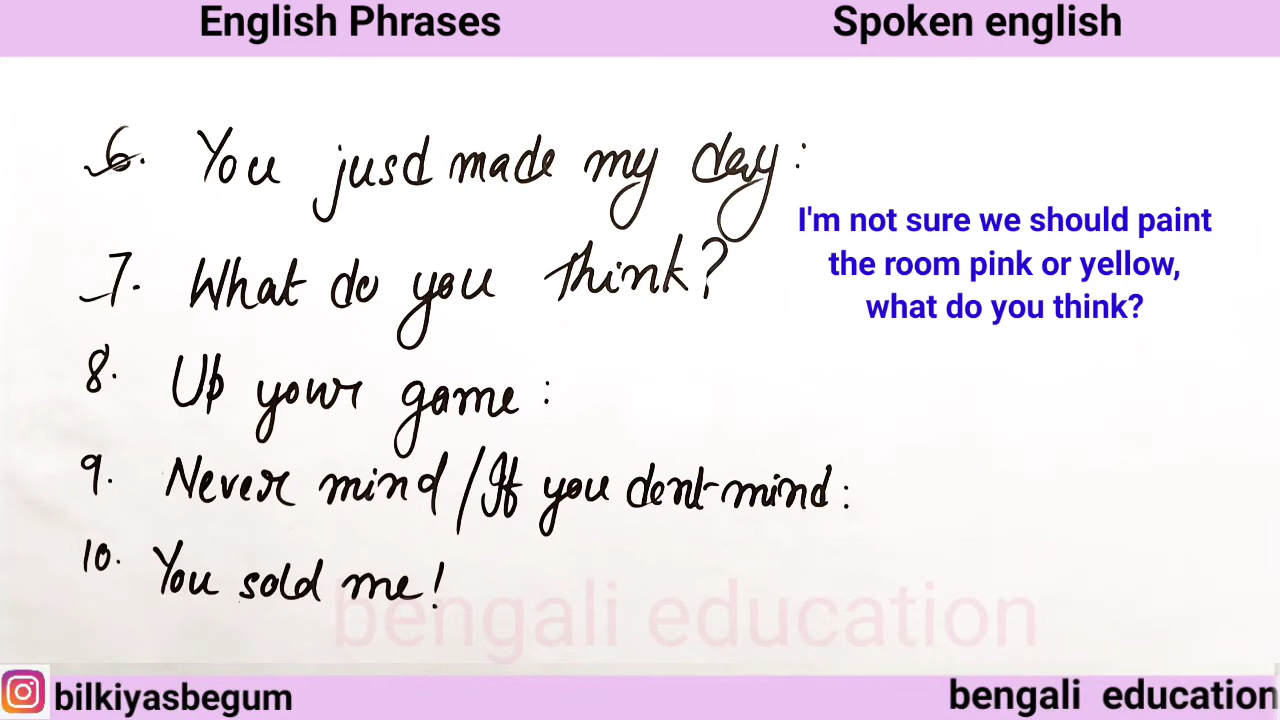 English Phrases
Spoken english
6. You just made my day:
I'm not sure we should paint
the room pink or yellow,
what do you think?
7. What do you think?
8. Up your game:
9. Never mind / If you dont mind:
10. You sold me!
bengali education
bilkiyasbegum
bengali education